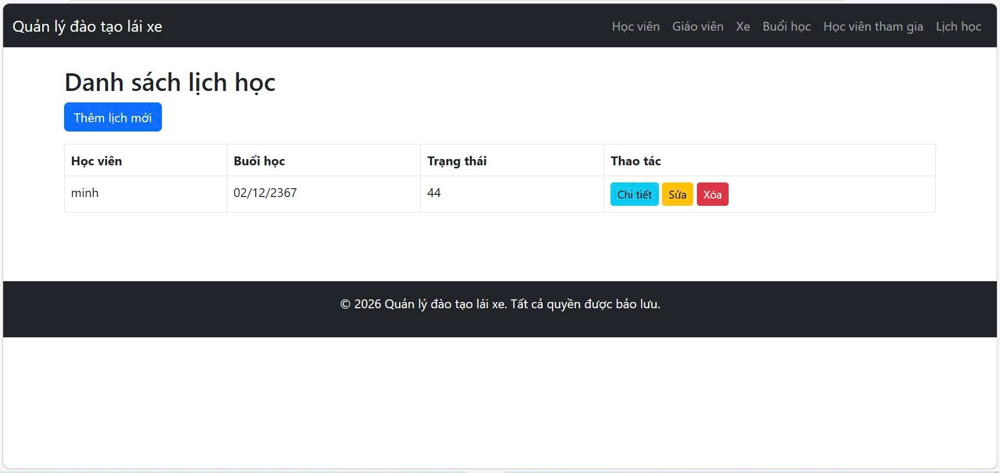 Quản lý đào tạo lái xe Học viên Giáo viên Xe Buổi học Học viên tham gia Lịch học
Danh sách lịch học
Thêm lịch mới
Học viên Buổi học Trạng thái Thao tác
minh 02/12/2367 44 Chi tiết Sửa Xóa
© 2026 Quản lý đào tạo lái xe. Tất cả quyền được bảo lưu.